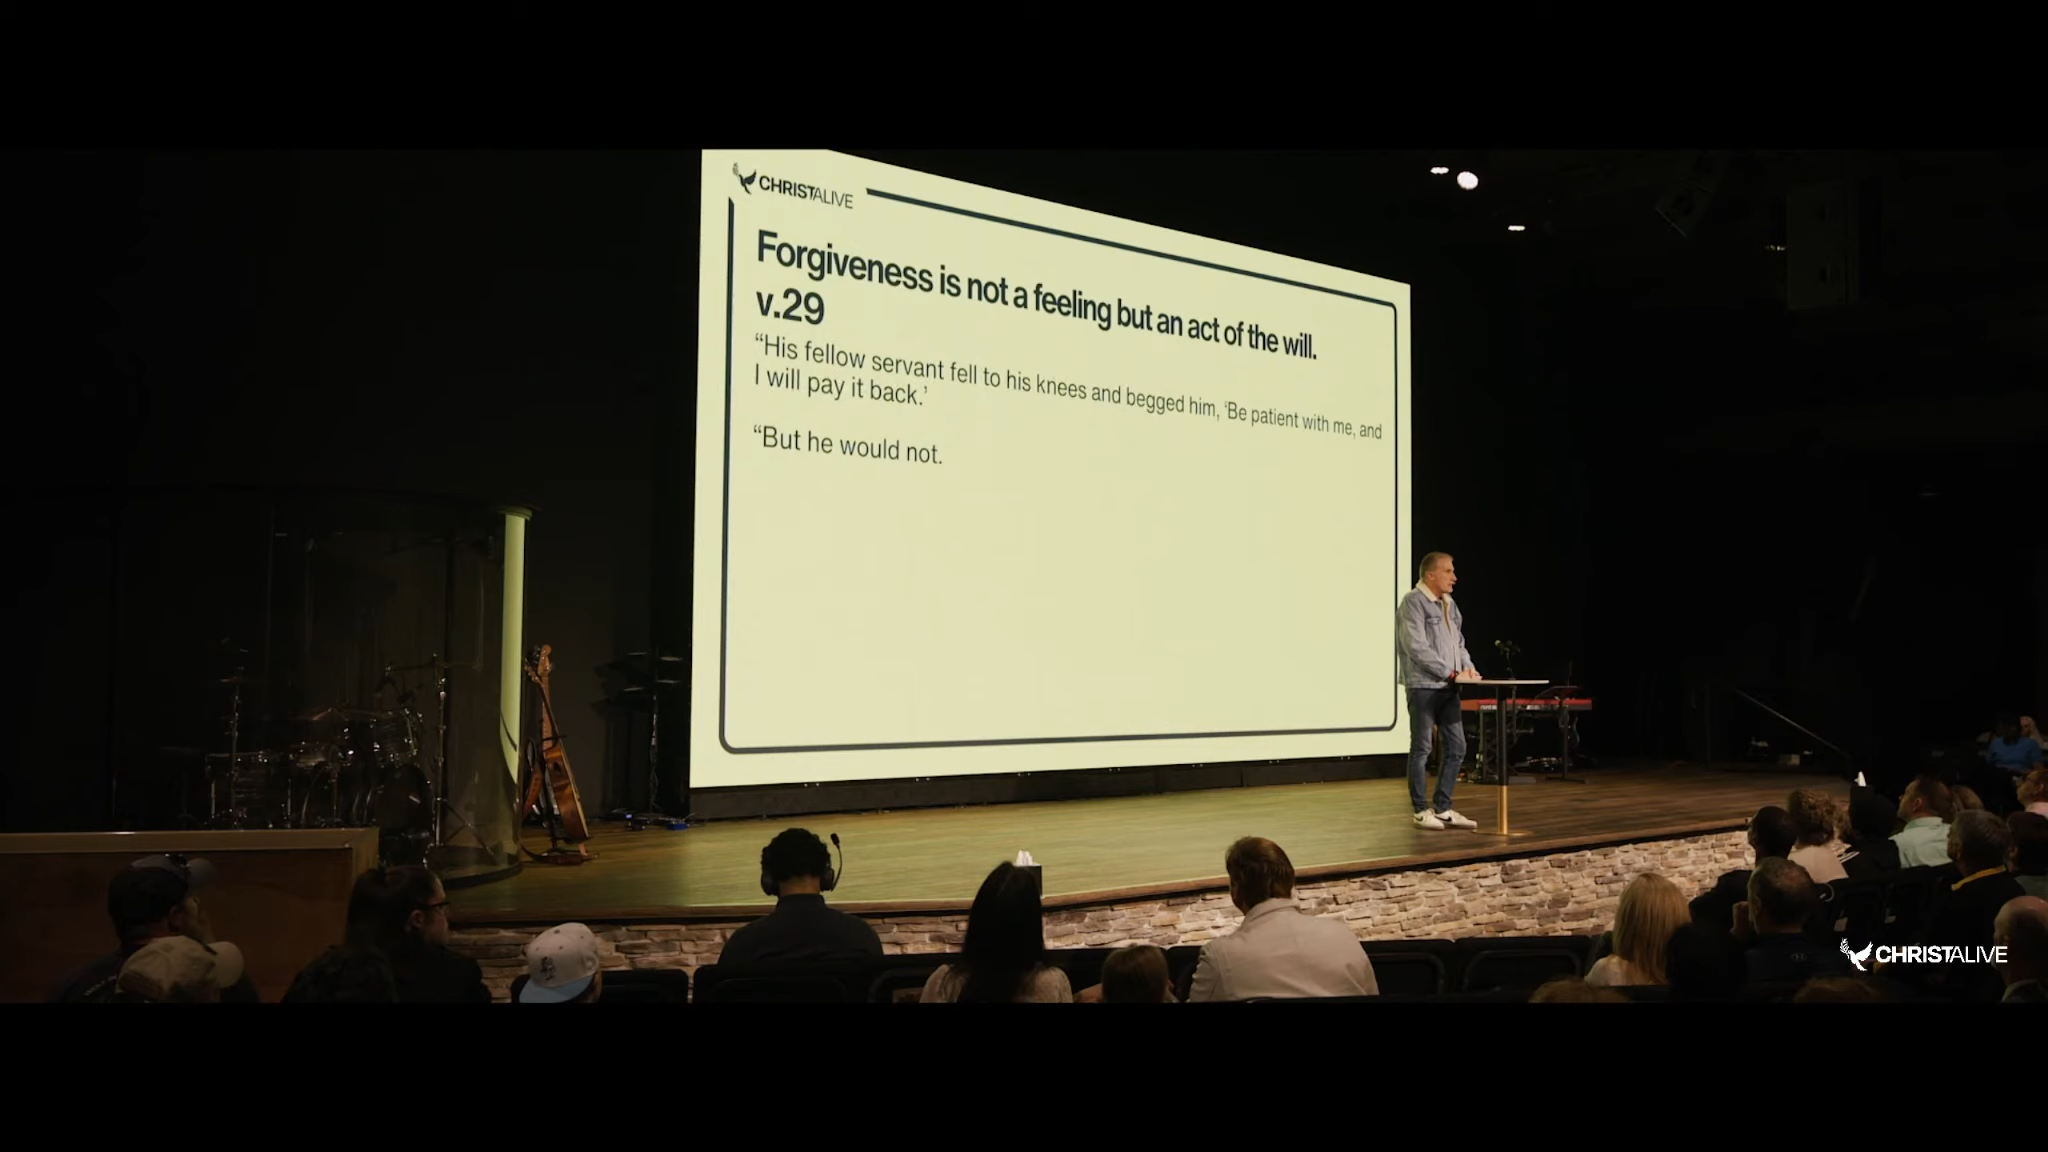 CHRISTALIVE
Forgiveness is not a feeling but an act of the will.
v.29
“His fellow servant fell to his knees and begged him, ‘Be patient with me, and
I will pay it back.’
“But he would not.
CHRISTALIVE